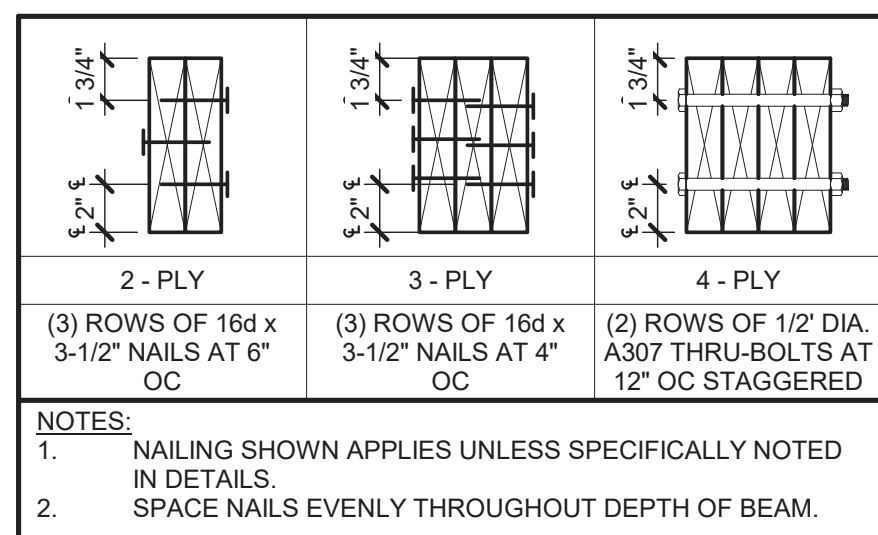 1 3/4"
℄ 2" ℄
1 3/4"
℄ 2" ℄
1 3/4"
℄ 2" ℄
2 - PLY
3 - PLY
4 - PLY
(3) ROWS OF 16d x
3-1/2" NAILS AT 6"
OC
(3) ROWS OF 16d x
3-1/2" NAILS AT 4"
OC
(2) ROWS OF 1/2' DIA.
A307 THRU-BOLTS AT
12" OC STAGGERED
NOTES:
1. NAILING SHOWN APPLIES UNLESS SPECIFICALLY NOTED
IN DETAILS.
2. SPACE NAILS EVENLY THROUGHOUT DEPTH OF BEAM.